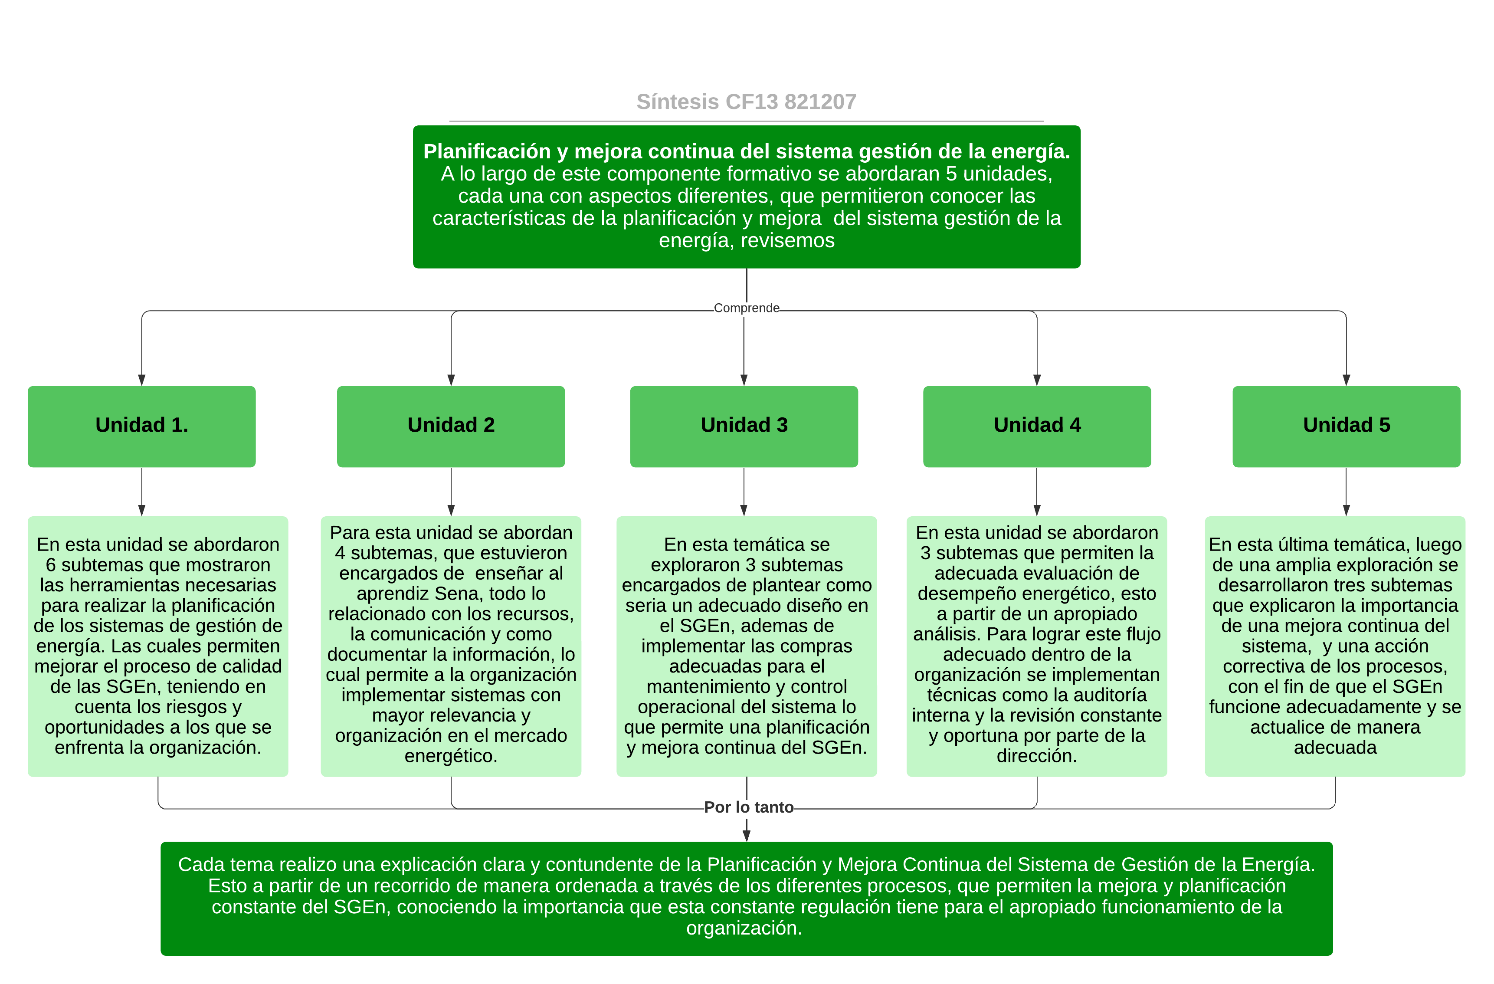 Síntesis CF13 821207
Planificación y mejora continua del sistema gestión de la energía.
A lo largo de este componente formativo se abordaran 5 unidades,
cada una con aspectos diferentes, que permitieron conocer las
características de la planificación y mejora  del sistema gestión de la
energía, revisemos
Comprende
Unidad 1.
Unidad 2
Unidad 3
Unidad 4
Unidad 5
En esta unidad se abordaron
6 subtemas que mostraron
las herramientas necesarias
para realizar la planificación
de los sistemas de gestión de
energía. Las cuales permiten
mejorar el proceso de calidad
de las SGEn, teniendo en
cuenta los riesgos y
oportunidades a los que se
enfrenta la organización.
Para esta unidad se abordan
4 subtemas, que estuvieron
encargados de  enseñar al
aprendiz Sena, todo lo
relacionado con los recursos,
la comunicación y como
documentar la información, lo
cual permite a la organización
implementar sistemas con
mayor relevancia y
organización en el mercado
energético.
En esta temática se
exploraron 3 subtemas
encargados de plantear como
seria un adecuado diseño en
el SGEn, ademas de
implementar las compras
adecuadas para el
mantenimiento y control
operacional del sistema lo
que permite una planificación
y mejora continua del SGEn.
En esta unidad se abordaron
3 subtemas que permiten la
adecuada evaluación de
desempeño energético, esto
a partir de un apropiado
análisis. Para lograr este flujo
adecuado dentro de la
organización se implementan
técnicas como la auditoría
interna y la revisión constante
y oportuna por parte de la
dirección.
En esta última temática, luego
de una amplia exploración se
desarrollaron tres subtemas
que explicaron la importancia
de una mejora continua del
sistema,  y una acción
correctiva de los procesos,
con el fin de que el SGEn
funcione adecuadamente y se
actualice de manera
adecuada
Por lo tanto
Cada tema realizo una explicación clara y contundente de la Planificación y Mejora Continua del Sistema de Gestión de la Energía.
Esto a partir de un recorrido de manera ordenada a través de los diferentes procesos, que permiten la mejora y planificación
constante del SGEn, conociendo la importancia que esta constante regulación tiene para el apropiado funcionamiento de la
organización.